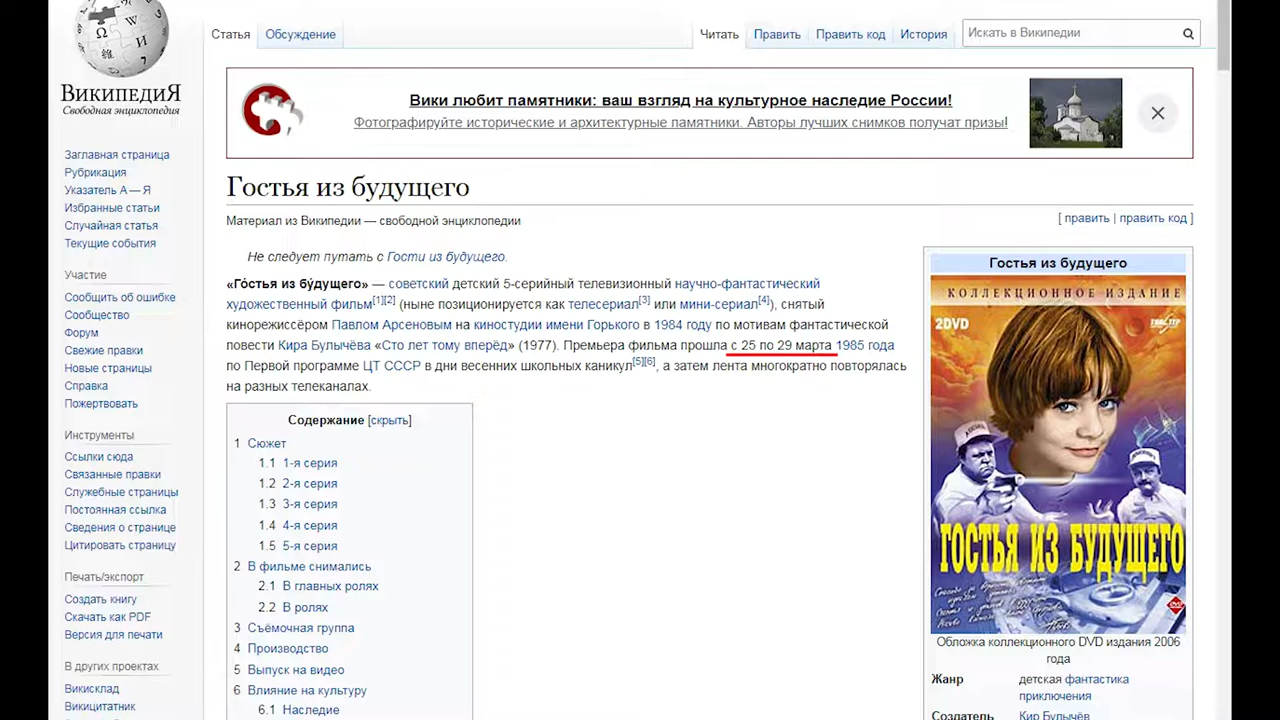 ВикипедиЯ
Свободная энциклопедия
Заглавная страница
Рубрикация
Указатель А — Я
Избранные статьи
Случайная статья
Текущие события
Участие
Сообщить об ошибке
Сообщество
Форум
Свежие правки
Новые страницы
Справка
Пожертвовать
Инструменты
Ссылки сюда
Связанные правки
Служебные страницы
Постоянная ссылка
Сведения о странице
Цитировать страницу
Печать/экспорт
Создать книгу
Скачать как PDF
Версия для печати
В других проектах
Викисклад
Викицитатник
Статья Обсуждение Читать Править Править код История Искать в Википедии
Вики любит памятники: ваш взгляд на культурное наследие России!
Фотографируйте исторические и архитектурные памятники. Авторы лучших снимков получат призы!
Гостья из будущего
Материал из Википедии — свободной энциклопедии
[ править | править код ]
Не следует путать с Гости из будущего.
«Го́стья из бу́дущего» — советский детский 5-серийный телевизионный научно-фантастический
художественный фильм[1][2] (ныне позиционируется как телесериал[3] или мини-сериал[4]), снятый
кинорежиссёром Павлом Арсеновым на киностудии имени Горького в 1984 году по мотивам фантастической
повести Кира Булычёва «Сто лет тому вперёд» (1977). Премьера фильма прошла с 25 по 29 марта 1985 года
по Первой программе ЦТ СССР в дни весенних школьных каникул[5][6], а затем лента многократно повторялась
на разных телеканалах.
Содержание [скрыть]
1 Сюжет
1.1 1-я серия
1.2 2-я серия
1.3 3-я серия
1.4 4-я серия
1.5 5-я серия
2 В фильме снимались
2.1 В главных ролях
2.2 В ролях
3 Съёмочная группа
4 Производство
5 Выпуск на видео
6 Влияние на культуру
6.1 Наследие
Гостья из будущего
КОЛЛЕКЦИОННОЕ ИЗДАНИЕ
2DVD
ГОСТЬЯ ИЗ БУДУЩЕГО
Обложка коллекционного DVD издания 2006
года
Жанр детская фантастика
приключения
Создатель Кир Булычёв